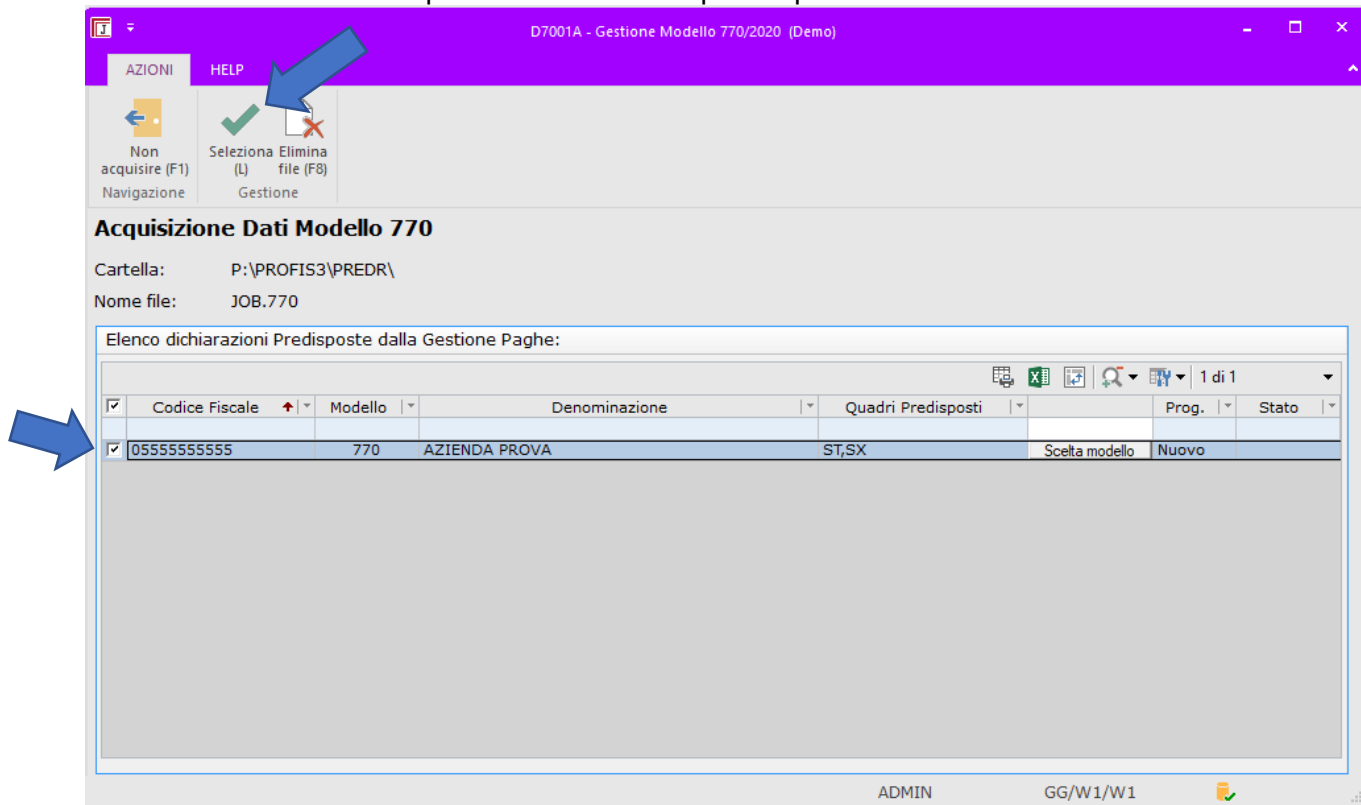 D7001A - Gestione Modello 770/2020 (Demo)
AZIONI HELP
Non acquisire (F1)
Seleziona (L)
Elimina file (F8)
Navigazione Gestione
Acquisizione Dati Modello 770
Cartella: P:\PROFIS3\PREDR\
Nome file: JOB.770
Elenco dichiarazioni Predisposte dalla Gestione Paghe:
1 di 1
Codice Fiscale Modello Denominazione Quadri Predisposti Prog. Stato
05555555555 770 AZIENDA PROVA ST,SX Scelta modello Nuovo
ADMIN GG/W1/W1